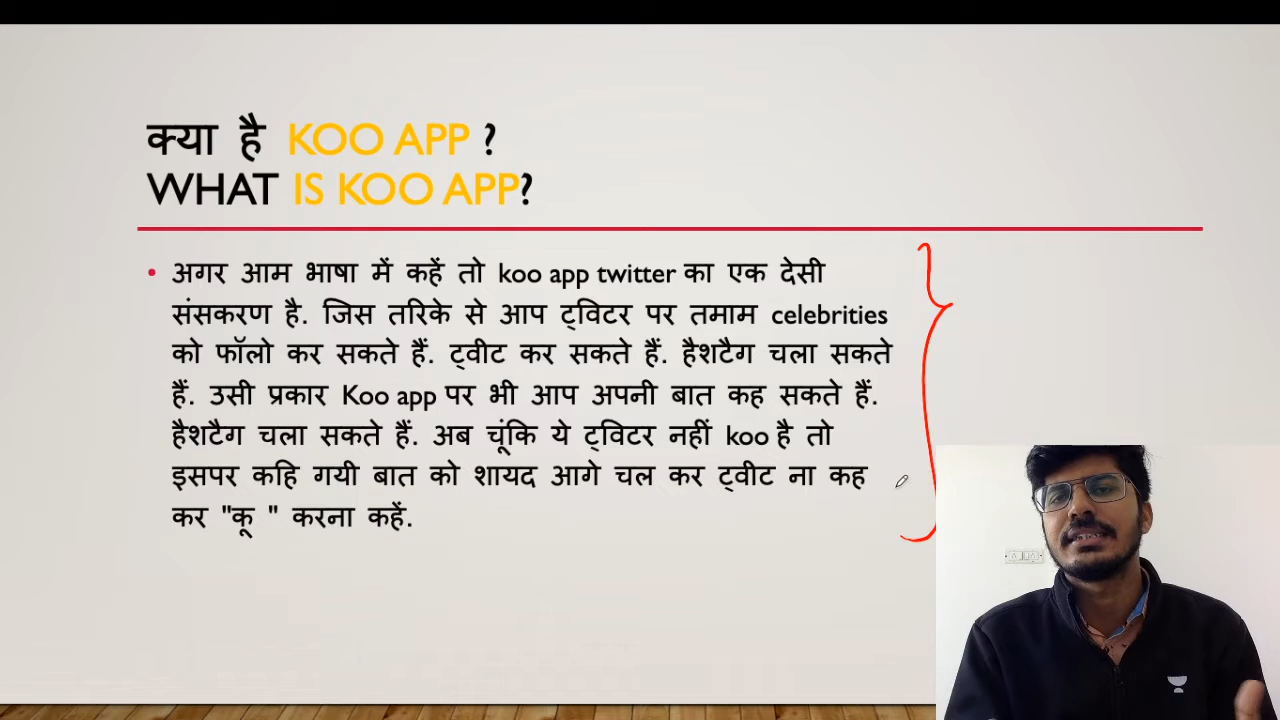 क्या है KOO APP ?
WHAT IS KOO APP?
• अगर आम भाषा में कहें तो koo app twitter का एक देसी
संसकरण है. जिस तरिके से आप ट्विटर पर तमाम celebrities
को फॉलो कर सकते हैं. ट्वीट कर सकते हैं. हैशटैग चला सकते
हैं. उसी प्रकार Koo app पर भी आप अपनी बात कह सकते हैं.
हैशटैग चला सकते हैं. अब चूंकि ये ट्विटर नहीं koo है तो
इसपर कहि गयी बात को शायद आगे चल कर ट्वीट ना कह
कर "कू " करना कहें.